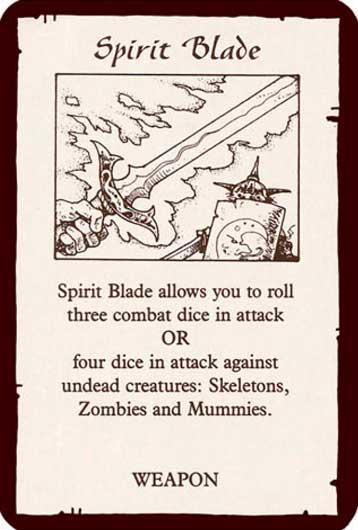 Spirit Blade
Spirit Blade allows you to roll
three combat dice in attack
OR
four dice in attack against
undead creatures: Skeletons,
Zombies and Mummies.
WEAPON